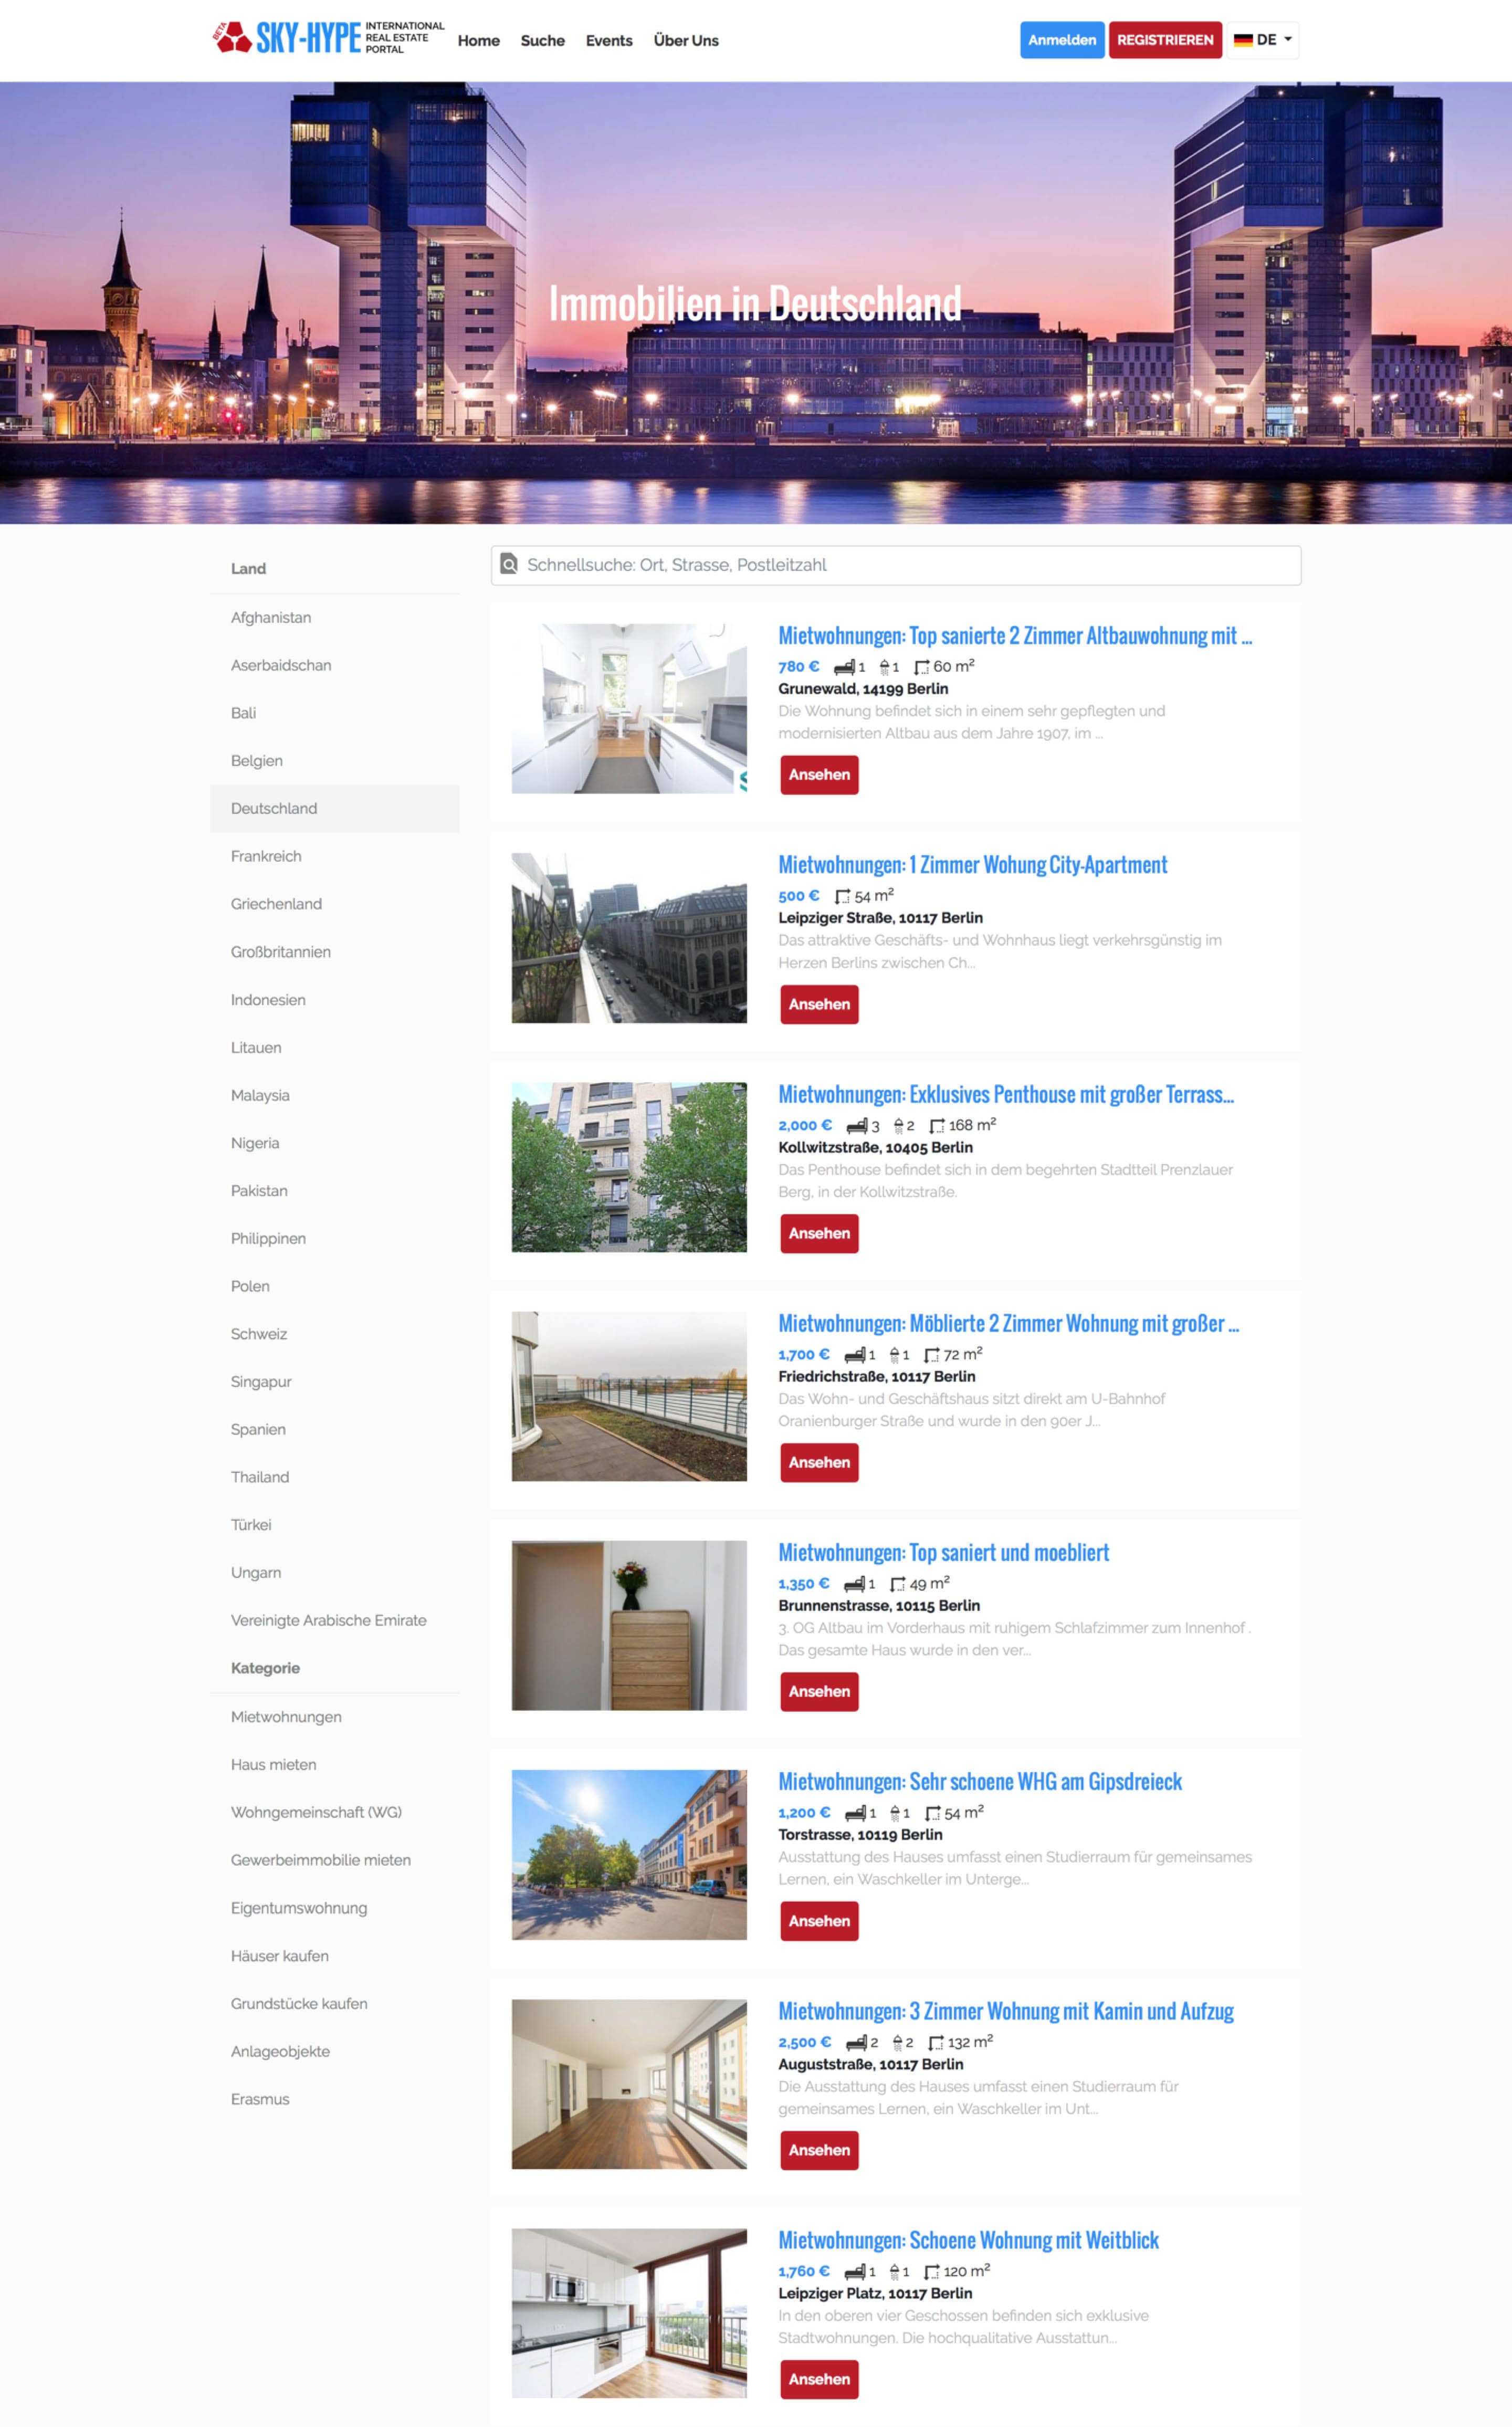 BETA SKY-HYPE INTERNATIONAL
REAL ESTATE
PORTAL
Home Suche Events Über Uns
Anmelden REGISTRIEREN DE
Immobilien in Deutschland
Land
Afghanistan
Aserbaidschan
Bali
Belgien
Deutschland
Frankreich
Griechenland
Großbritannien
Indonesien
Litauen
Malaysia
Nigeria
Pakistan
Philippinen
Polen
Schweiz
Singapur
Spanien
Thailand
Türkei
Ungarn
Vereinigte Arabische Emirate
Kategorie
Mietwohnungen
Haus mieten
Wohngemeinschaft (WG)
Gewerbeimmobilie mieten
Eigentumswohnung
Häuser kaufen
Grundstücke kaufen
Anlageobjekte
Erasmus
Schnellsuche: Ort, Strasse, Postleitzahl
Mietwohnungen: Top sanierte 2 Zimmer Altbauwohnung mit ...
780 € 1 1 60 m²
Grunewald, 14199 Berlin
Die Wohnung befindet sich in einem sehr gepflegten und
modernisierten Altbau aus dem Jahre 1907, im ...
Ansehen
Mietwohnungen: 1 Zimmer Wohung City-Apartment
500 € 54 m²
Leipziger Straße, 10117 Berlin
Das attraktive Geschäfts- und Wohnhaus liegt verkehrsgünstig im
Herzen Berlins zwischen Ch...
Ansehen
Mietwohnungen: Exklusives Penthouse mit großer Terrass...
2,000 € 3 2 168 m²
Kollwitzstraße, 10405 Berlin
Das Penthouse befindet sich in dem begehrten Stadtteil Prenzlauer
Berg, in der Kollwitzstraße.
Ansehen
Mietwohnungen: Möblierte 2 Zimmer Wohnung mit großer ...
1,700 € 1 1 72 m²
Friedrichstraße, 10117 Berlin
Das Wohn- und Geschäftshaus sitzt direkt am U-Bahnhof
Oranienburger Straße und wurde in den 90er J...
Ansehen
Mietwohnungen: Top saniert und moebliert
1,350 € 1 49 m²
Brunnenstrasse, 10115 Berlin
3. OG Altbau im Vorderhaus mit ruhigem Schlafzimmer zum Innenhof .
Das gesamte Haus wurde in den ver...
Ansehen
Mietwohnungen: Sehr schoene WHG am Gipsdreieck
1,200 € 1 1 54 m²
Torstrasse, 10119 Berlin
Ausstattung des Hauses umfasst einen Studierraum für gemeinsames
Lernen, ein Waschkeller im Unterge...
Ansehen
Mietwohnungen: 3 Zimmer Wohnung mit Kamin und Aufzug
2,500 € 2 2 132 m²
Auguststraße, 10117 Berlin
Die Ausstattung des Hauses umfasst einen Studierraum für
gemeinsames Lernen, ein Waschkeller im Unt...
Ansehen
Mietwohnungen: Schoene Wohnung mit Weitblick
1,760 € 1 1 120 m²
Leipziger Platz, 10117 Berlin
In den oberen vier Geschossen befinden sich exklusive
Stadtwohnungen. Die hochqualitative Ausstattun...
Ansehen